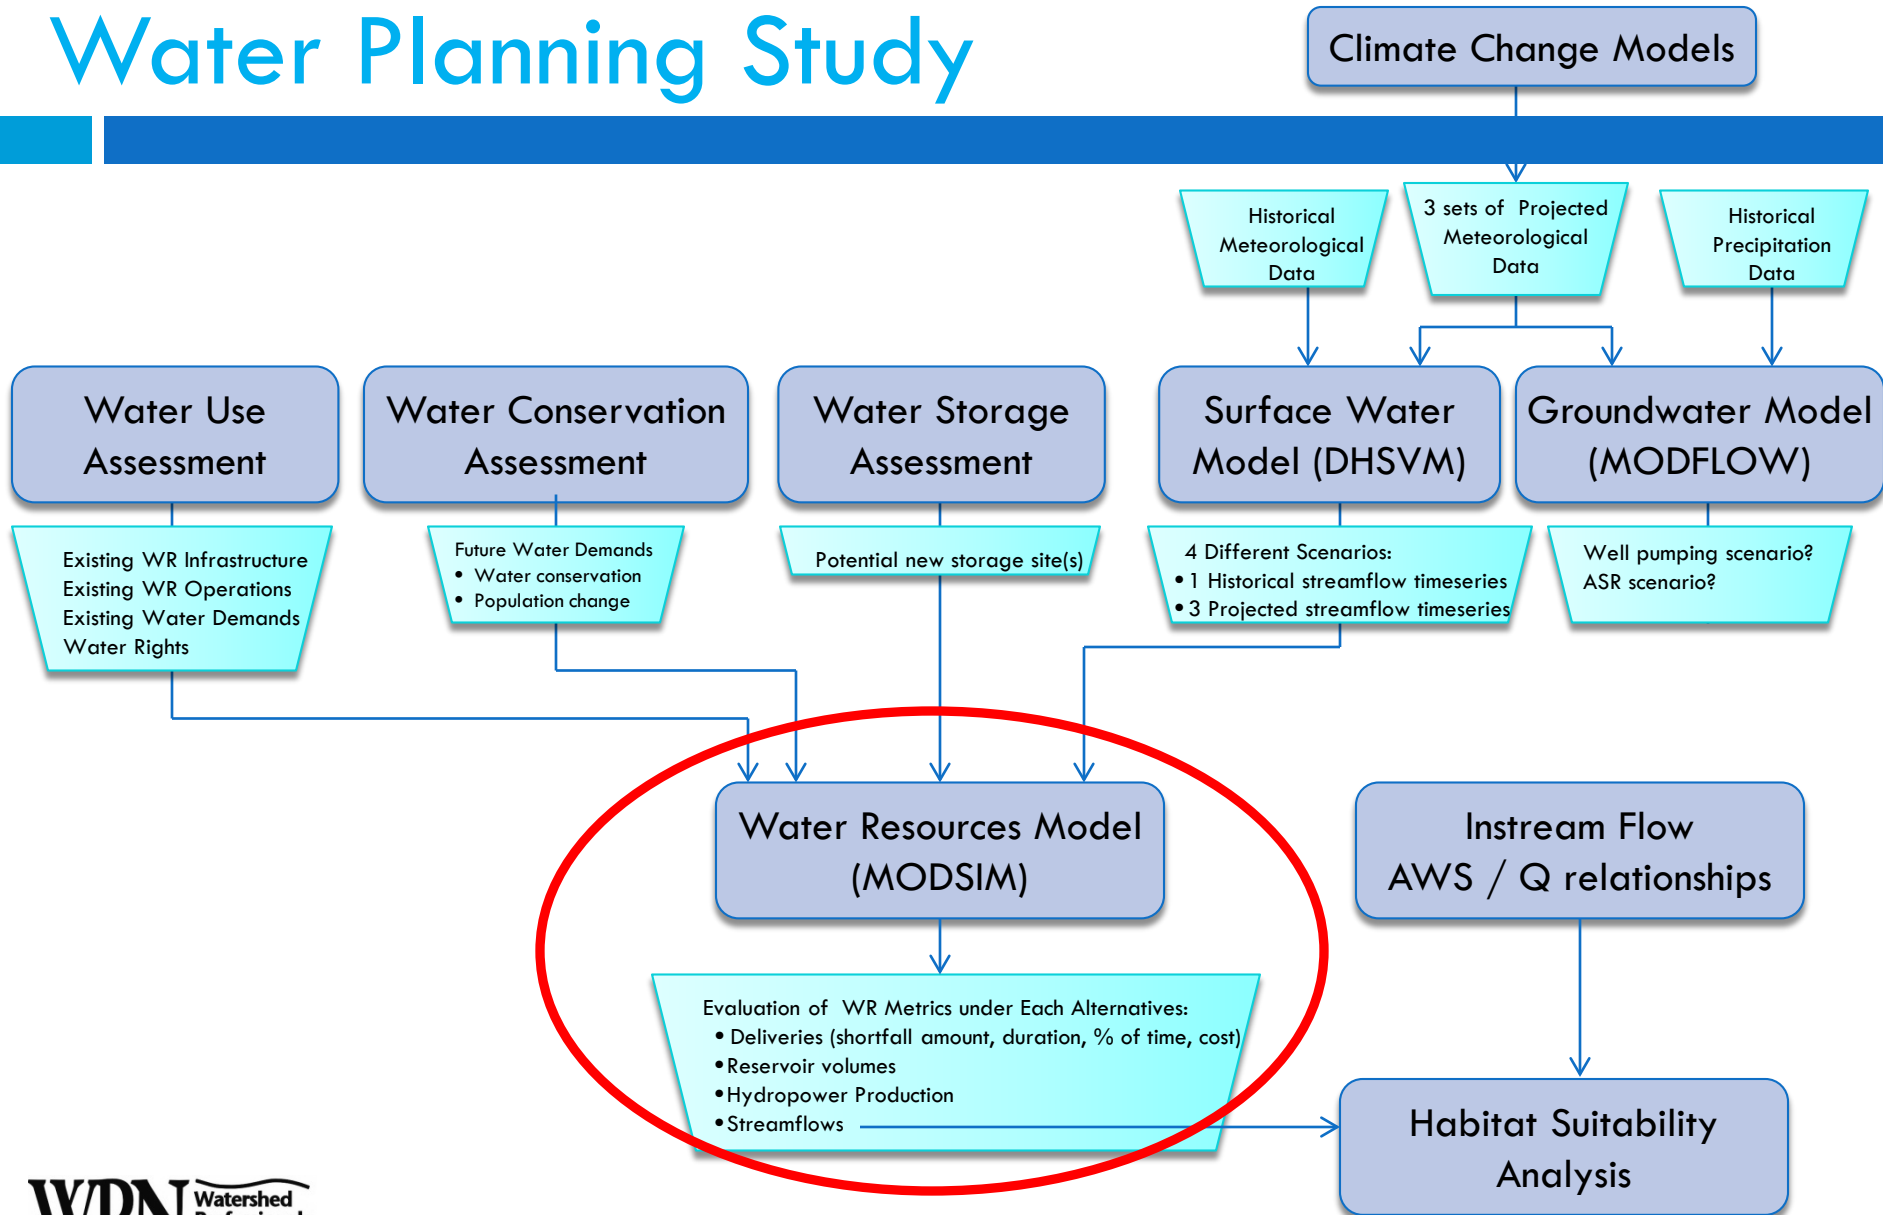 Water Planning Study
Climate Change Models
Historical
Meteorological
Data
3 sets of  Projected
Meteorological
Data
Historical
Precipitation
Data
Water Use
Assessment
Water Conservation
Assessment
Water Storage
Assessment
Surface Water
Model (DHSVM)
Groundwater Model
(MODFLOW)
Existing WR Infrastructure
Existing WR Operations
Existing Water Demands
Water Rights
Future Water Demands
• Water conservation
• Population change
Potential new storage site(s)
4 Different Scenarios:
• 1 Historical streamflow timeseries
• 3 Projected streamflow timeseries
Well pumping scenario?
ASR scenario?
Water Resources Model
(MODSIM)
Instream Flow
AWS / Q relationships
Evaluation of  WR Metrics under Each Alternatives:
• Deliveries (shortfall amount, duration, % of time, cost)
• Reservoir volumes
• Hydropower Production
• Streamflows
Habitat Suitability
Analysis
Watershed